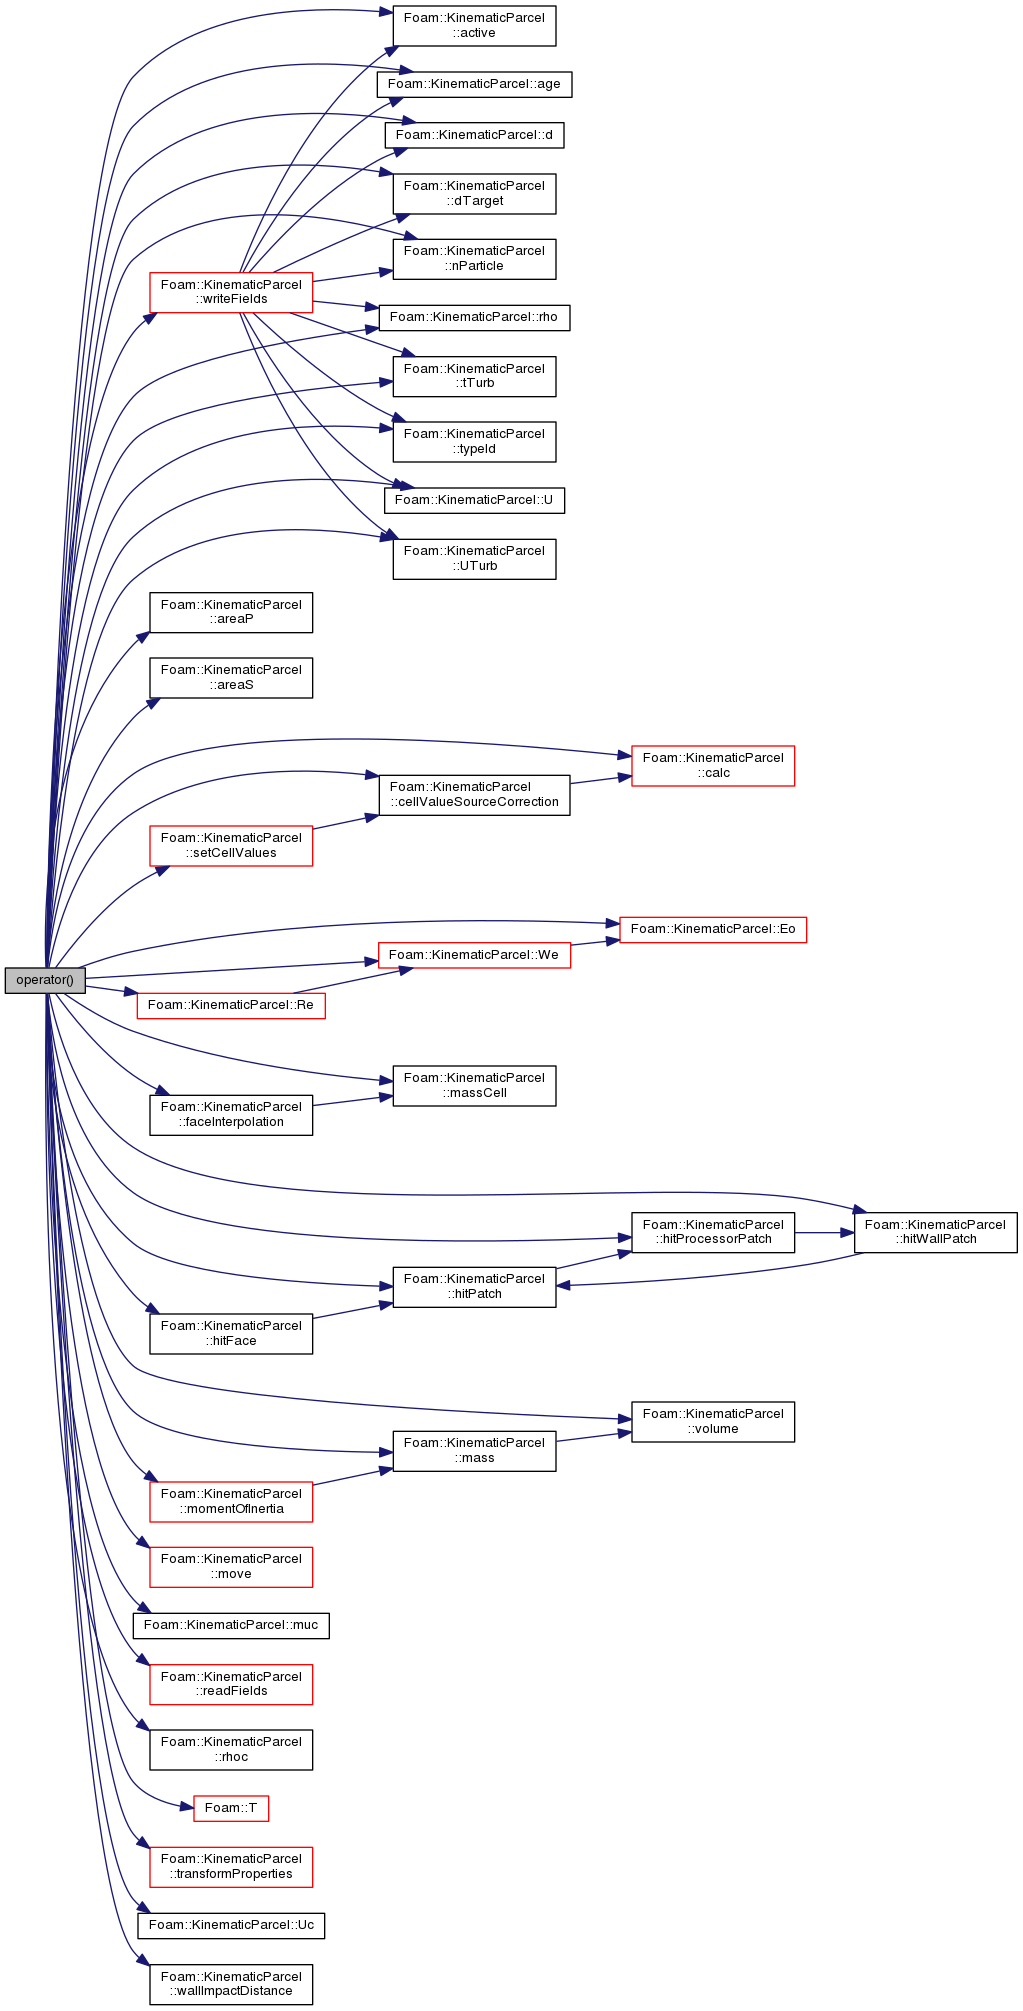 Foam::KinematicParcel
::active
Foam::KinematicParcel::age
Foam::KinematicParcel::d
Foam::KinematicParcel
::dTarget
Foam::KinematicParcel
::nParticle
Foam::KinematicParcel
::writeFields
Foam::KinematicParcel::rho
Foam::KinematicParcel
::tTurb
Foam::KinematicParcel
::typeId
Foam::KinematicParcel::U
Foam::KinematicParcel
::UTurb
Foam::KinematicParcel
::areaP
Foam::KinematicParcel
::areaS
Foam::KinematicParcel
::calc
Foam::KinematicParcel
::cellValueSourceCorrection
Foam::KinematicParcel
::setCellValues
Foam::KinematicParcel::Eo
Foam::KinematicParcel::We
operator()
Foam::KinematicParcel::Re
Foam::KinematicParcel
::massCell
Foam::KinematicParcel
::faceInterpolation
Foam::KinematicParcel
::hitProcessorPatch
Foam::KinematicParcel
::hitWallPatch
Foam::KinematicParcel
::hitPatch
Foam::KinematicParcel
::hitFace
Foam::KinematicParcel
::volume
Foam::KinematicParcel
::mass
Foam::KinematicParcel
::momentOfInertia
Foam::KinematicParcel
::move
Foam::KinematicParcel::muc
Foam::KinematicParcel
::readFields
Foam::KinematicParcel
::rhoc
Foam::T
Foam::KinematicParcel
::transformProperties
Foam::KinematicParcel::Uc
Foam::KinematicParcel
::wallImpactDistance